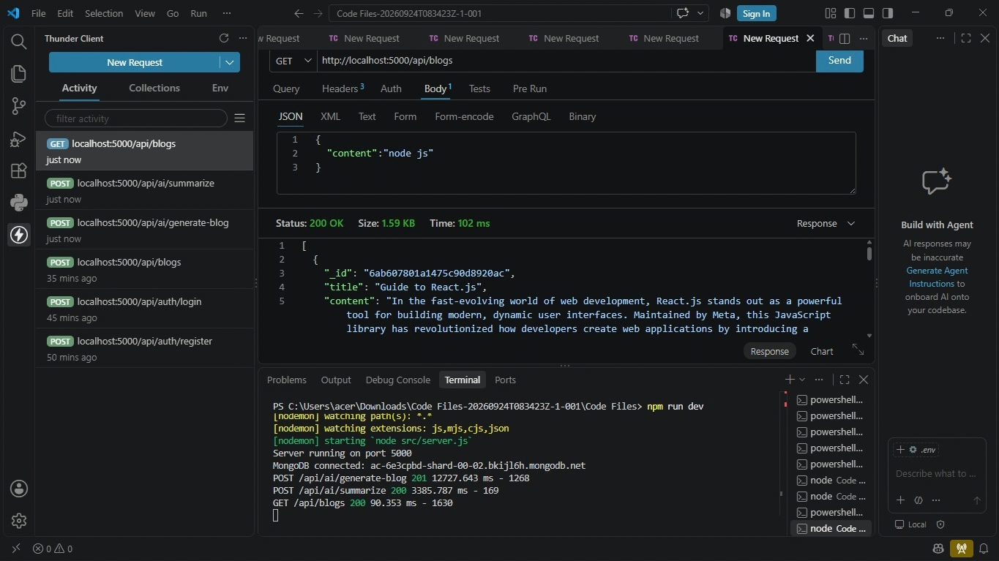 File Edit Selection View Go Run ···
Code Files-20260924T083423Z-1-001
Sign In
Thunder Client
New Request
Activity Collections Env
filter activity
GET localhost:5000/api/blogs
just now
POST localhost:5000/api/ai/summarize
just now
POST localhost:5000/api/ai/generate-blog
just now
POST localhost:5000/api/blogs
35 mins ago
POST localhost:5000/api/auth/login
45 mins ago
POST localhost:5000/api/auth/register
50 mins ago
w Request TC New Request TC New Request TC New Request TC New Request TC New Request
GET http://localhost:5000/api/blogs Send
Query Headers 3 Auth Body 1 Tests Pre Run
JSON XML Text Form Form-encode GraphQL Binary
1 {
2 "content":"node js"
3 }
Status: 200 OK Size: 1.59 KB Time: 102 ms Response
1 [
2 {
3 "_id": "6ab607801a1475c90d8920ac",
4 "title": "Guide to React.js",
5 "content": "In the fast-evolving world of web development, React.js stands out as a powerful
tool for building modern, dynamic user interfaces. Maintained by Meta, this JavaScript
library has revolutionized how developers create web applications by introducing a
Response Chart
Problems Output Debug Console Terminal Ports
PS C:\Users\acer\Downloads\Code Files-20260924T083423Z-1-001\Code Files> npm run dev
[nodemon] watching path(s): *.*
[nodemon] watching extensions: js,mjs,cjs,json
[nodemon] starting `node src/server.js`
Server running on port 5000
MongoDB connected: ac-6e3cpbd-shard-00-02.bkijl6h.mongodb.net
POST /api/ai/generate-blog 201 12727.643 ms - 1268
POST /api/ai/summarize 200 3385.787 ms - 169
GET /api/blogs 200 90.353 ms - 1630
powershell...
powershell...
powershell...
powershell...
powershell...
node Code ...
node Code ...
powershell...
node Code ...
Chat
Build with Agent
AI responses may
be inaccurate
Generate Agent
Instructions to
onboard AI onto
your codebase.
.env
Describe what to ...
Local
0 0